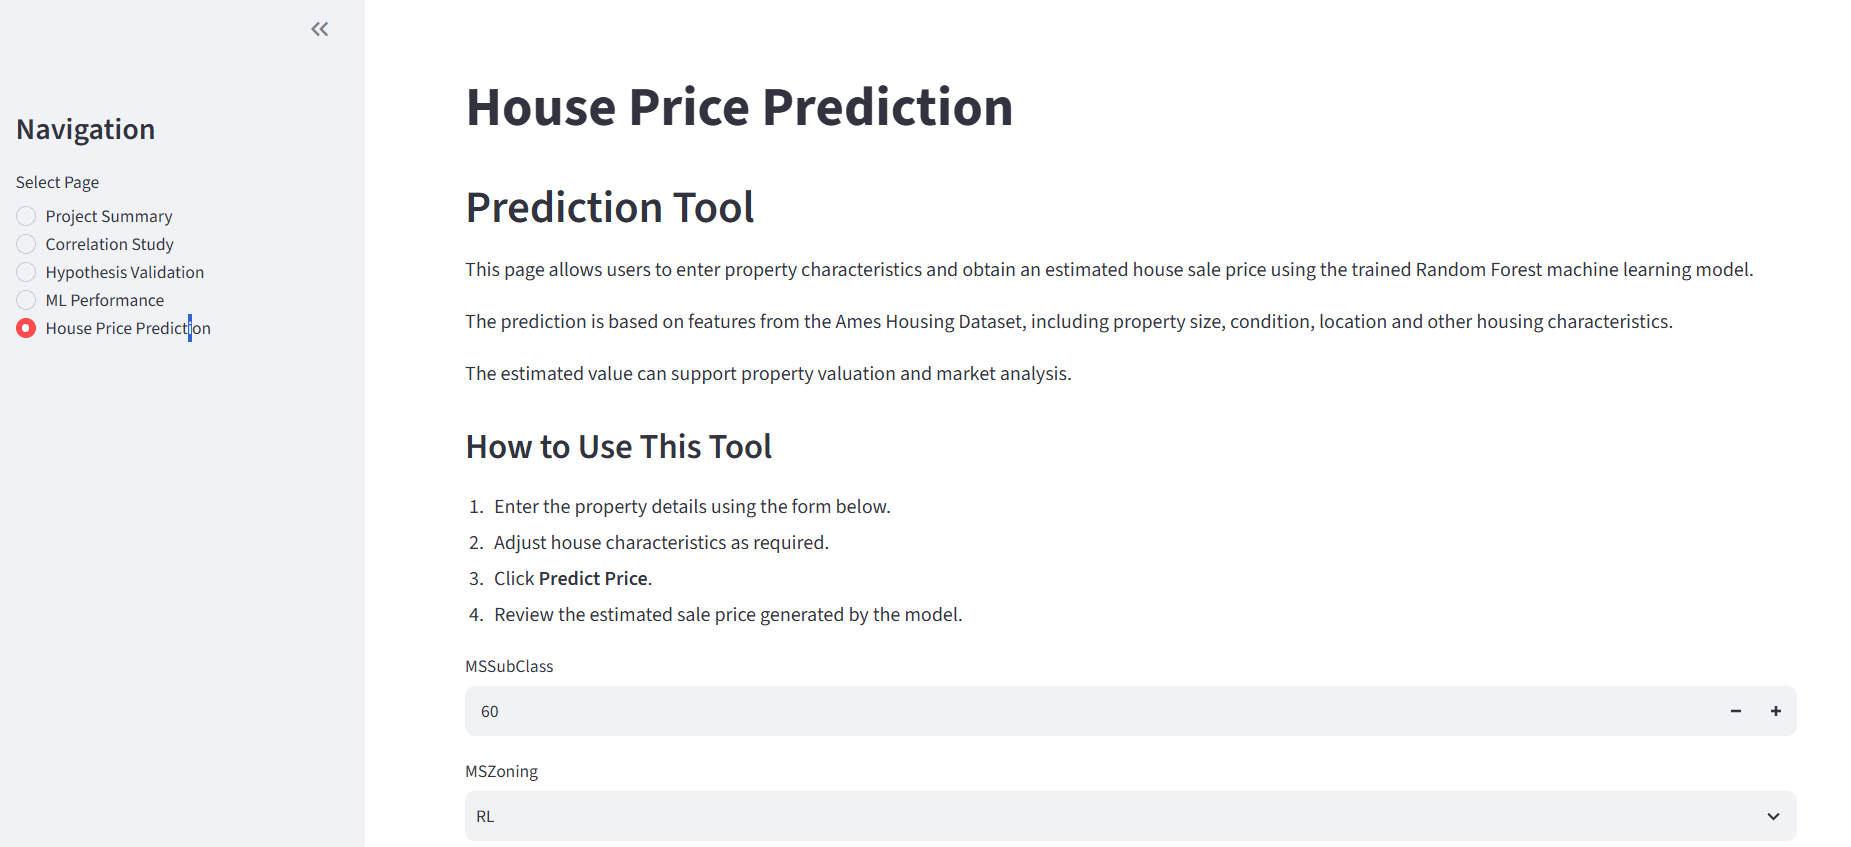 Navigation
Select Page
Project Summary
Correlation Study
Hypothesis Validation
ML Performance
House Price Prediction
House Price Prediction
Prediction Tool
This page allows users to enter property characteristics and obtain an estimated house sale price using the trained Random Forest machine learning model.
The prediction is based on features from the Ames Housing Dataset, including property size, condition, location and other housing characteristics.
The estimated value can support property valuation and market analysis.
How to Use This Tool
1. Enter the property details using the form below.
2. Adjust house characteristics as required.
3. Click Predict Price.
4. Review the estimated sale price generated by the model.
MSSubClass
60
MSZoning
RL